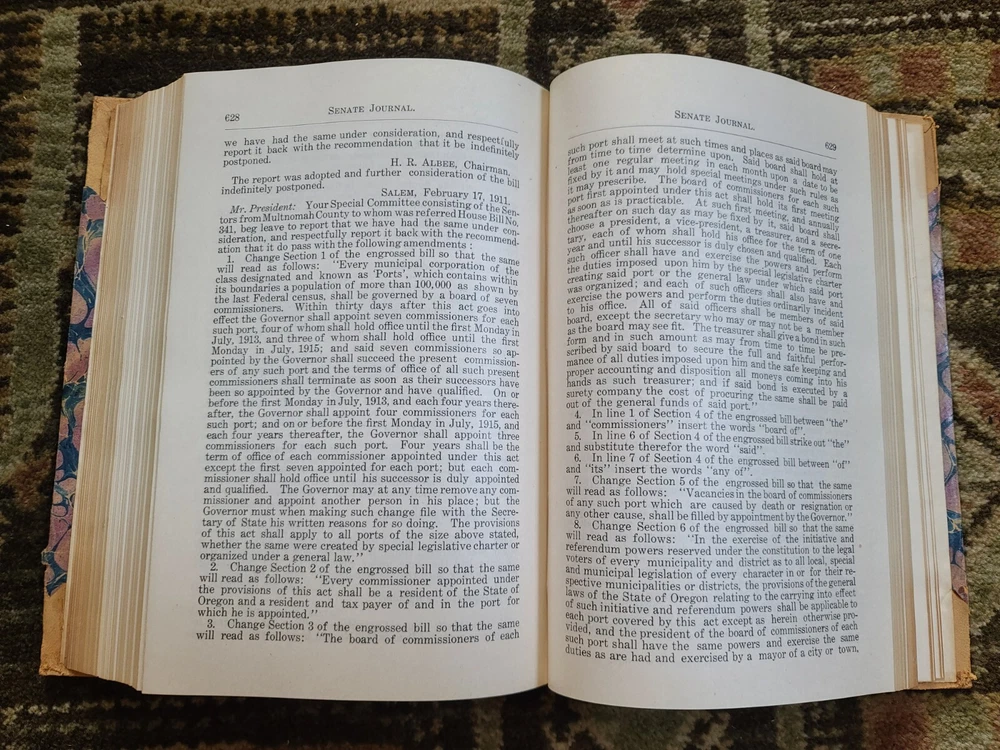 628
SENATE JOURNAL.
we have had the same under consideration, and respectfully
report it back with the recommendation that it be indefinitely
postponed.
H. R. ALBEE, Chairman.
The report was adopted and further consideration of the bill
indefinitely postponed.
SALEM, February 17, 1911.
Mr. President: Your Special Committee consisting of the Sen-
tors from Multnomah County to whom was referred House Bill No.
341, beg leave to report that we have had the same under con-
sideration, and respectfully report it back with the recommend-
ation that it do pass with the following amendments:
1. Change Section 1 of the engrossed bill so that the same
will read as follows: "Every municipal corporation of the
class designated and known as 'Ports', which contains within
its boundaries a population of more than 100,000 as shown by
the last Federal census, shall be governed by a board of seven
commissioners. Within thirty days after this act goes into
effect the Governor shall appoint seven commissioners for each
such port, four of whom shall hold office until the first Monday in
July, 1913, and three of whom shall hold office until the first
Monday in July, 1915; and said seven commissioners so ap-
pointed by the Governor shall succeed the present commission-
ers of any such port and the terms of office of all such present
commissioners shall terminate as soon as their successors have
been so appointed by the Governor and have qualified. On or
before the first Monday in July, 1913, and each four years there-
after, the Governor shall appoint four commissioners for each
such port; and on or before the first Monday in July, 1915, and
each four years thereafter, the Governor shall appoint three
commissioners for each such port. Four years shall be the
term of office of each commissioner appointed under this act
except the first seven appointed for each port; but each com-
missioner shall hold office until his successor is duly appointed
and qualified. The Governor may at any time remove any com-
missioner and appoint another person in his place; but the
Governor must when making such change file with the Secre-
tary of State his written reasons for so doing. The provisions
of this act shall apply to all ports of the size above stated,
whether the same were created by special legislative charter or
organized under a general law."
2. Change Section 2 of the engrossed bill so that the same
will read as follows: "Every commissioner appointed under
the provisions of this act shall be a resident of the State of
Oregon and a resident and tax payer of and in the port for
which he is appointed."
3. Change Section 3 of the engrossed bill so that the same
will read as follows: "The board of commissioners of each
SENATE JOURNAL.
629
such port shall meet at such times and places as said board may
from time to time determine upon. Said board shall hold at
least one regular meeting in each month upon a date to be
fixed by it and may hold special meetings under such rules as
it may prescribe. The board of commissioners for each such
port first appointed under this act shall hold its first meeting
as soon as is practicable. At such first meeting, and annually
thereafter on such day as may be fixed by it, said board shall
choose a president, a vice-president, a treasurer, and a secre-
tary, each of whom shall hold his office for the term of one
year and until his successor is duly chosen and qualified. Each
such officer shall have and exercise the powers and perform
the duties imposed upon him by the special legislative charter
creating said port or the general law under which said port
was organized; and each of such officers shall also have and
exercise the powers and perform the duties ordinarily incident
to his office. All of said officers shall be members of said
board, except the secretary who may or may not be a member
as the board may see fit. The treasurer shall give a bond in such
form and in such amount as may from time to time be pre-
scribed by said board to secure the full and faithful perfor-
mance of all duties imposed upon him and the safe keeping and
proper accounting and disposition all moneys coming into his
hands as such treasurer; and if said bond is executed by a
surety company the cost of procuring the same shall be paid
out of the general funds of said port."
4. In line 1 of Section 4 of the engrossed bill between "the"
and "commissioners" insert the words "board of".
5. In line 6 of Section 4 of the engrossed bill strike out "the"
and substitute therefor the word "said".
6. In line 7 of Section 4 of the engrossed bill between "of"
and "its" insert the words "any of".
7. Change Section 5 of the engrossed bill so that the same
will read as follows: "Vacancies in the board of commissioners
of any such port which are caused by death or resignation or
any other cause, shall be filled by appointment by the Governor."
8. Change Section 6 of the engrossed bill so that the same
will read as follows: "In the exercise of the initiative and
referendum powers reserved under the constitution to the legal
voters of every municipality and district as to all local, special
and municipal legislation of every character in or for their re-
spective municipalities or districts, the provisions of the general
laws of the State of Oregon relating to the carrying into effect
of such initiative and referendum powers shall be applicable to
each port covered by this act except as herein otherwise pro-
vided, and the president of the board of commissioners of each
such port shall have the same powers and exercise the same
duties as are had and exercised by a mayor of a city or town,